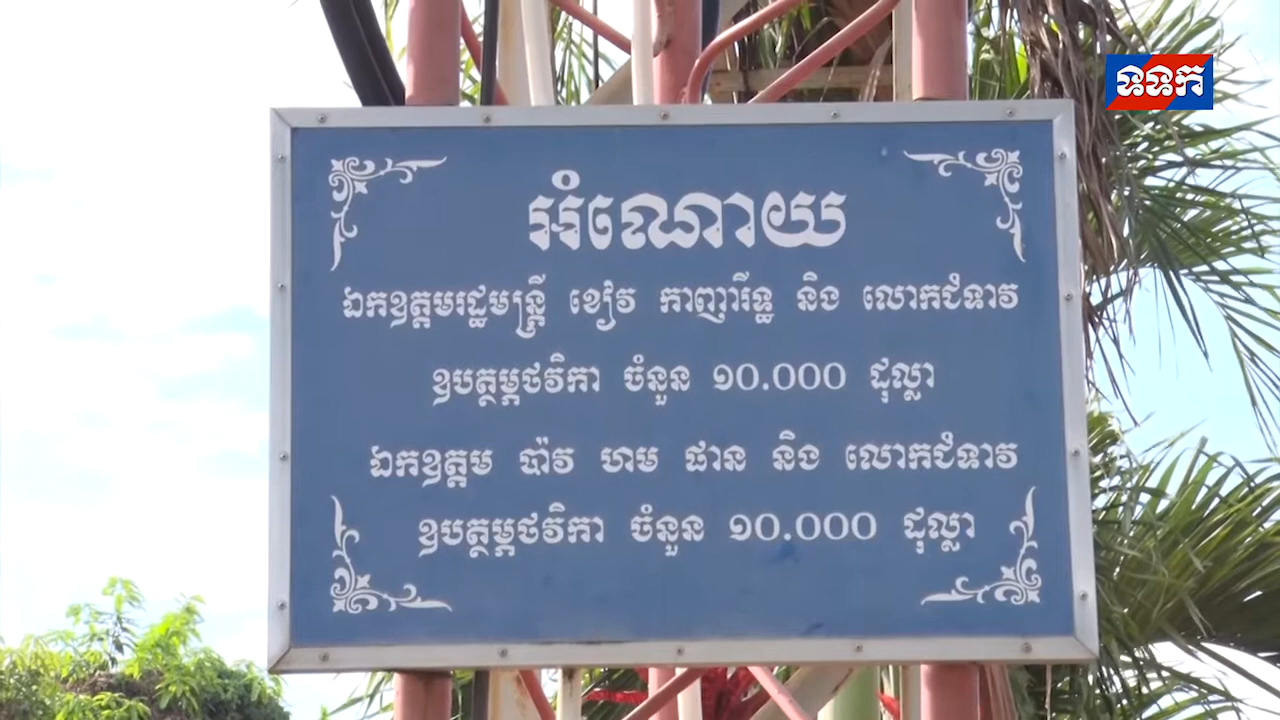 ទទក
អំណោយ
ឯកឧត្តមរដ្ឋមន្ត្រី ខៀវ កាញារីទ្ធ និង លោកជំទាវ
ឧបត្ថម្ភថវិកា ចំនួន ១០.០០០ ដុល្លា
ឯកឧត្តម ប៉ាវ ហម ផាន និង លោកជំទាវ
ឧបត្ថម្ភថវិកា ចំនួន ១០.០០០ ដុល្លា